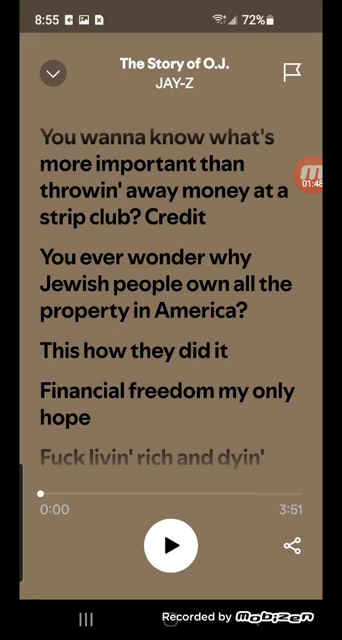 8:55 72%
The Story of O.J.
JAY-Z
You wanna know what's
more important than
throwin' away money at a
strip club? Credit
01:48
You ever wonder why
Jewish people own all the
property in America?
This how they did it
Financial freedom my only
hope
Fuck livin' rich and dyin'
0:00 3:51
Recorded by mobizen